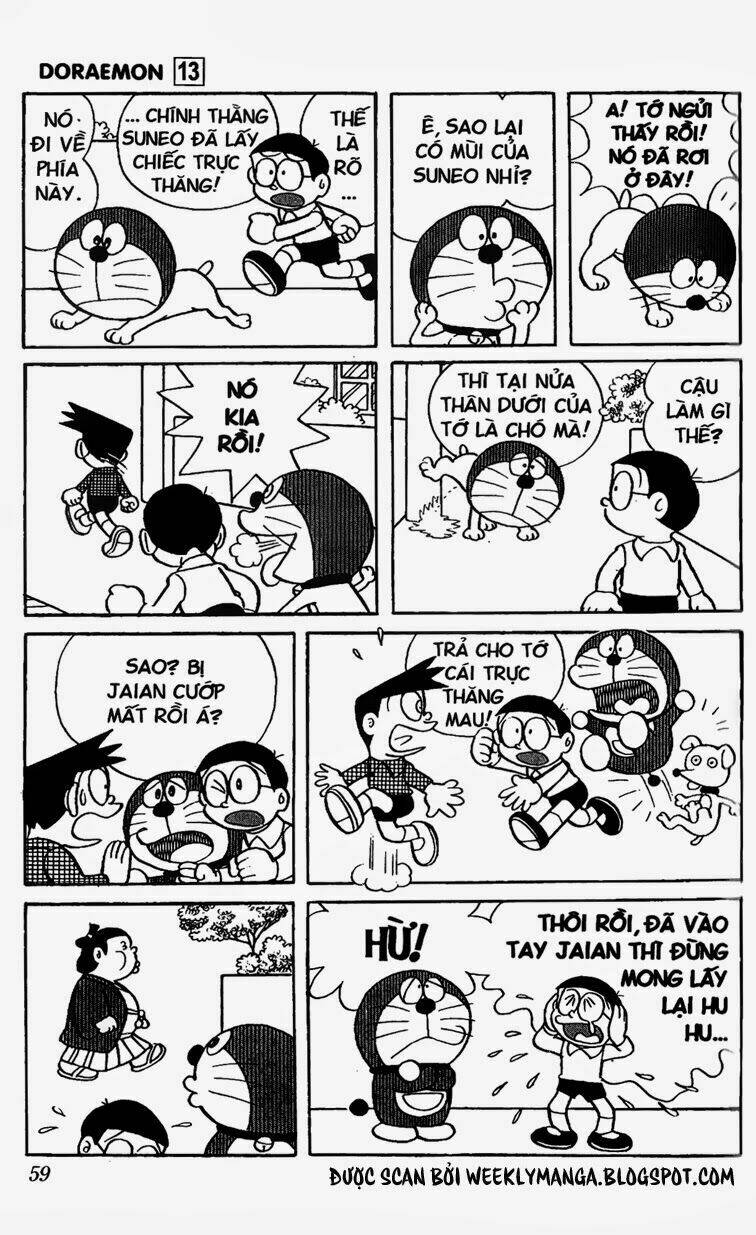 DORAEMON 13
A! TỚ NGỬI
THẤY RỒI!
NÓ ĐÃ RƠI
Ở ĐÂY!
Ê, SAO LẠI
CÓ MÙI CỦA
SUNEO NHỈ?
THẾ
LÀ
RÕ
...
... CHÍNH THẰNG
SUNEO ĐÃ LẤY
CHIẾC TRỰC
THĂNG!
NÓ
ĐI VỀ
PHÍA
NÀY.
CẬU
LÀM GÌ
THẾ?
THÌ TẠI NỬA
THÂN DƯỚI CỦA
TỚ LÀ CHÓ MÀ!
NÓ
KIA
RỒI!
TRẢ CHO TỚ
CÁI TRỰC
THĂNG
MAU!
SAO? BỊ
JAIAN CƯỚP
MẤT RỒI Á?
THÔI RỒI, ĐÃ VÀO
TAY JAIAN THÌ ĐỪNG
MONG LẤY
LẠI HU
HU...
HỪ!
59
ĐƯỢC SCAN BỞI WEEKLYMANGA.BLOGSPOT.COM